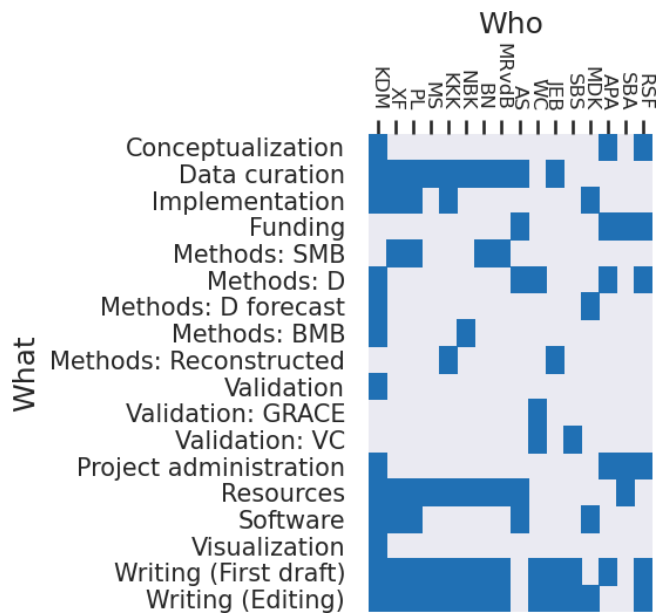 Who
KDM
XF
PL
MS
KKK
NBK
BN
MRvdB
AS
WC
JEB
SBS
MDK
APA
SBA
RSF
What
Conceptualization
Data curation
Implementation
Funding
Methods: SMB
Methods: D
Methods: D forecast
Methods: BMB
Methods: Reconstructed
Validation
Validation: GRACE
Validation: VC
Project administration
Resources
Software
Visualization
Writing (First draft)
Writing (Editing)